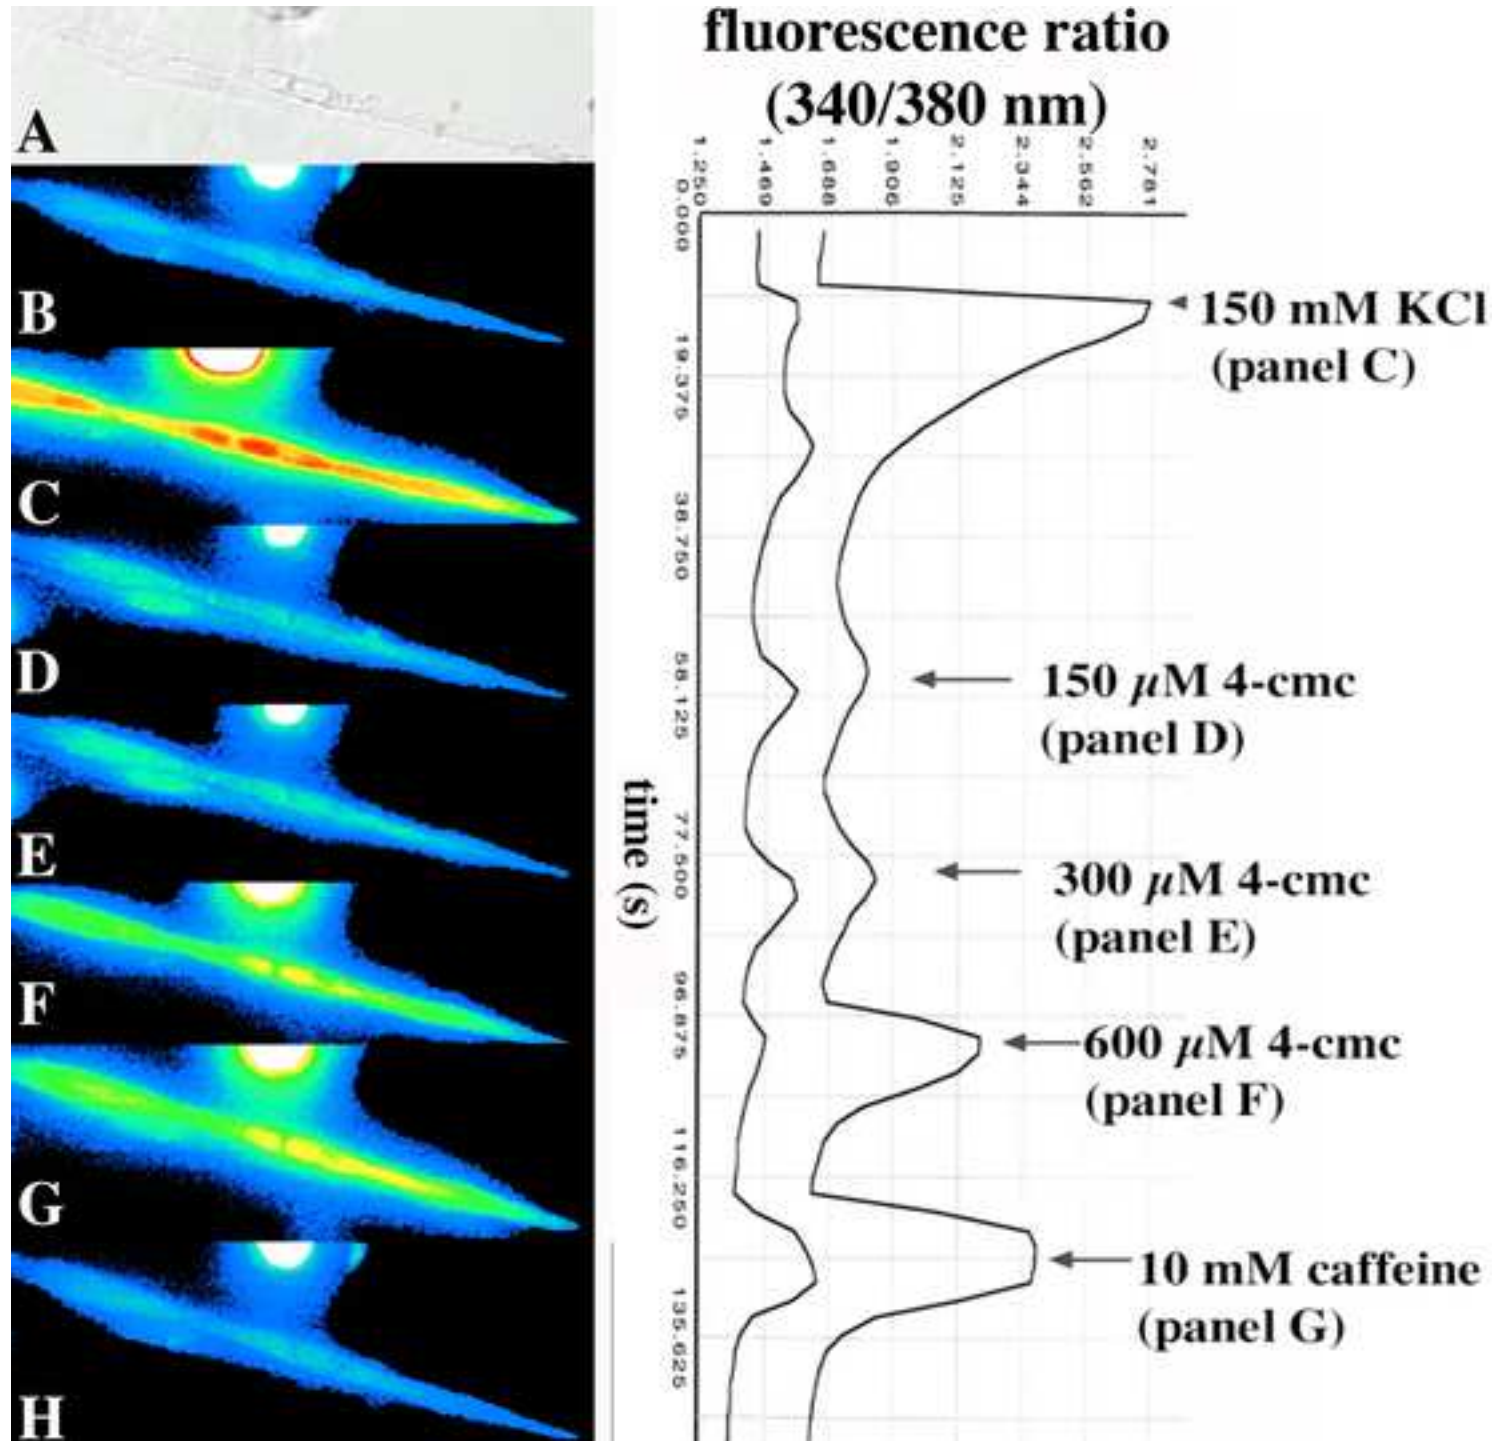 fluorescence ratio
(340/380 nm)
1.250
1.469
1.688
1.906
2.125
2.344
2.562
2.781
0.000
19.375
38.750
58.125
77.500
96.875
116.250
135.625
tiime (s)
150 mM KCl
(panel C)
150 µM 4-cmc
(panel D)
300 µM 4-cmc
(panel E)
600 µM 4-cmc
(panel F)
10 mM caffeine
(panel G)
A
B
C
D
E
F
G
H